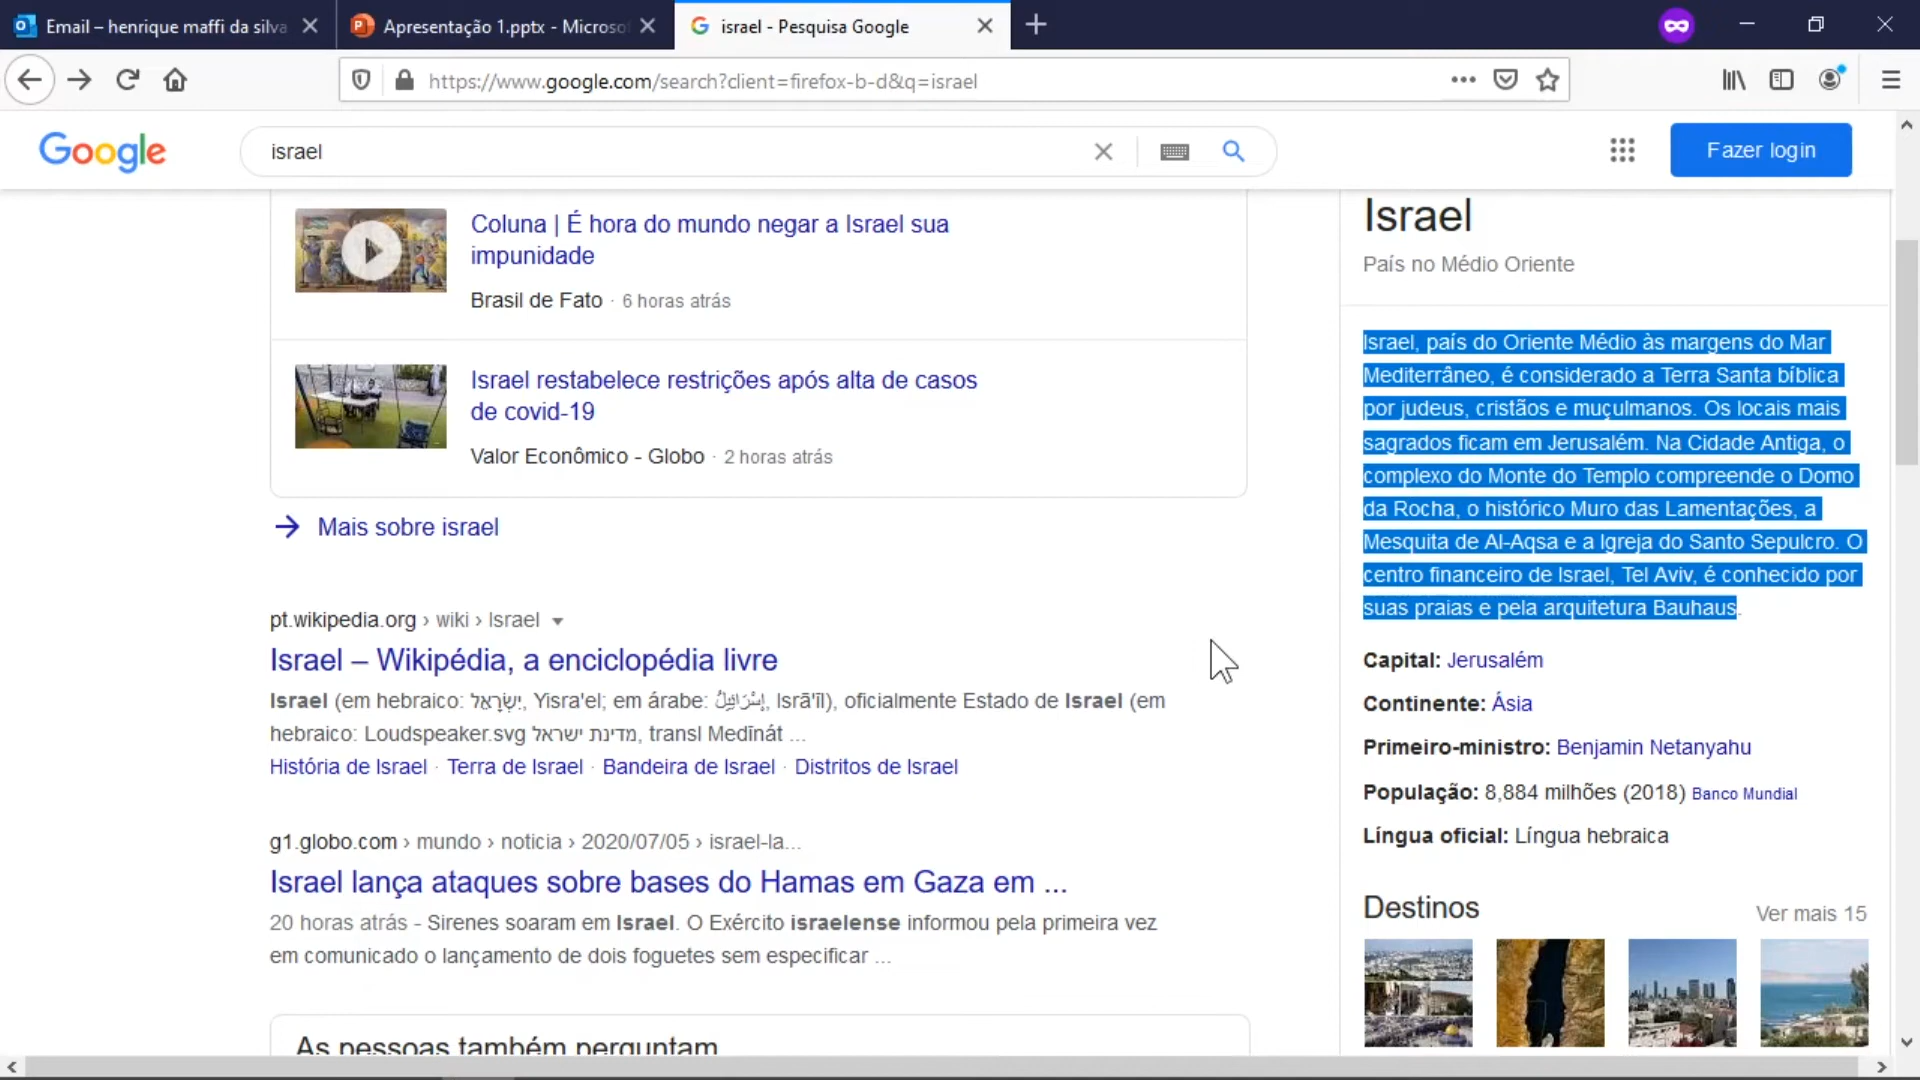 Email – henrique maffi da silva
Apresentação 1.pptx - Microso
israel - Pesquisa Google
https://www.google.com/search?client=firefox-b-d&q=israel
Google
israel
Fazer login
Coluna | É hora do mundo negar a Israel sua
impunidade
Brasil de Fato · 6 horas atrás
Israel restabelece restrições após alta de casos
de covid-19
Valor Econômico - Globo · 2 horas atrás
Mais sobre israel
pt.wikipedia.org › wiki › Israel
Israel – Wikipédia, a enciclopédia livre
Israel (em hebraico: יִשְׂרָאֵל, Yisra'el; em árabe: إِسْرَائِيلُ, Isrā'īl), oficialmente Estado de Israel (em
hebraico: Loudspeaker.svg מדינת ישראל, transl Medīnát ...
História de Israel · Terra de Israel · Bandeira de Israel · Distritos de Israel
g1.globo.com › mundo › noticia › 2020/07/05 › israel-la...
Israel lança ataques sobre bases do Hamas em Gaza em ...
20 horas atrás - Sirenes soaram em Israel. O Exército israelense informou pela primeira vez
em comunicado o lançamento de dois foguetes sem especificar ...
As pessoas também perguntam
Israel
País no Médio Oriente
Israel, país do Oriente Médio às margens do Mar
Mediterrâneo, é considerado a Terra Santa bíblica
por judeus, cristãos e muçulmanos. Os locais mais
sagrados ficam em Jerusalém. Na Cidade Antiga, o
complexo do Monte do Templo compreende o Domo
da Rocha, o histórico Muro das Lamentações, a
Mesquita de Al-Aqsa e a Igreja do Santo Sepulcro. O
centro financeiro de Israel, Tel Aviv, é conhecido por
suas praias e pela arquitetura Bauhaus.
Capital: Jerusalém
Continente: Ásia
Primeiro-ministro: Benjamin Netanyahu
População: 8,884 milhões (2018) Banco Mundial
Língua oficial: Língua hebraica
Destinos
Ver mais 15